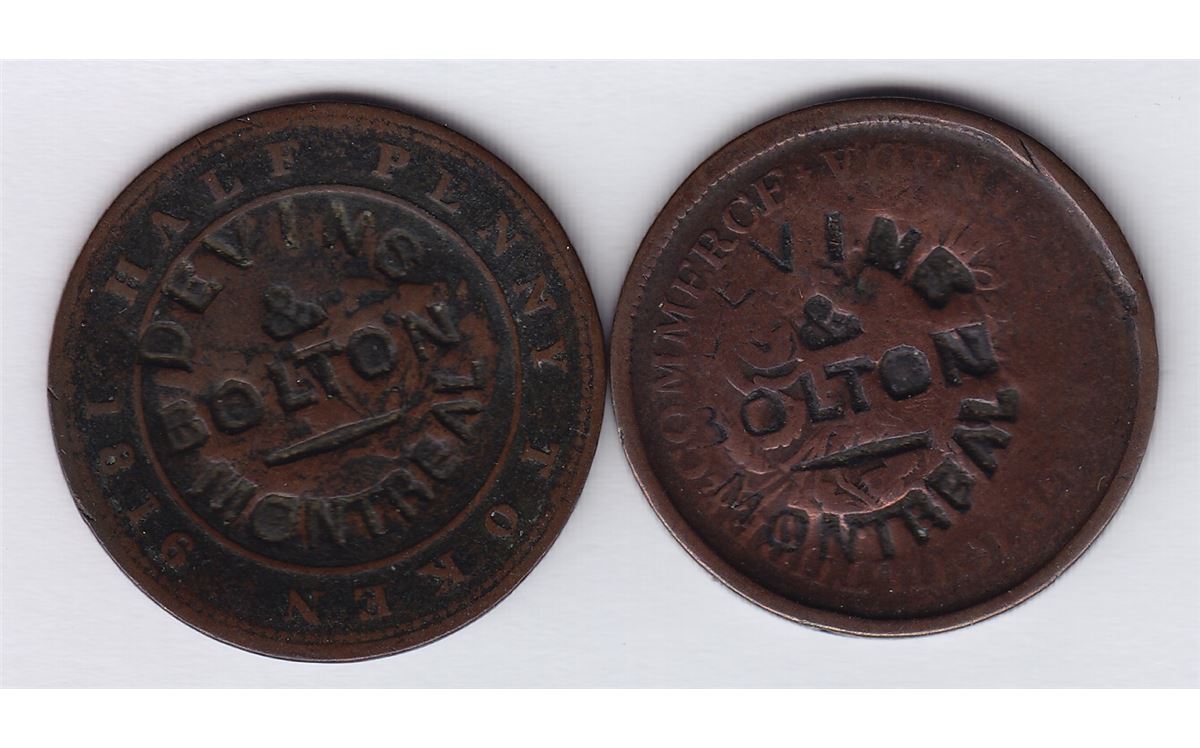 HALF PENNY TOKEN 1816
DEVINS
&
BOLTON
MONTREAL
COMMERCE
VINS
&
BOLTON
MONTREAL